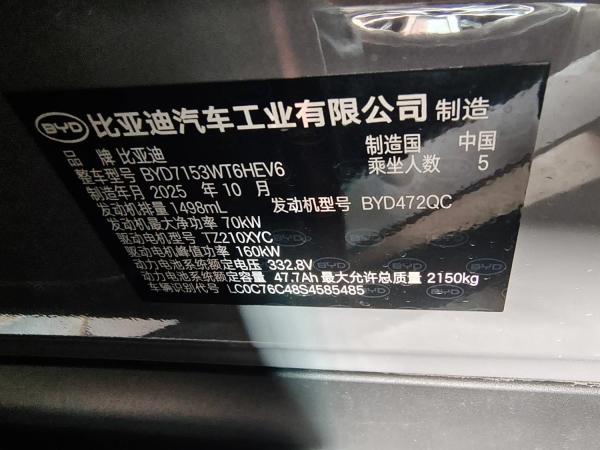 BYD 比亚迪汽车工业有限公司 制造
品 牌 比亚迪 制造国 中国
整车型号 BYD7153WT6HEV6 乘坐人数 5
制造年月 2025 年 10 月
发动机排量 1498mL 发动机型号 BYD472QC
发动机最大净功率 70kW
驱动电机型号 TZ210XYC
驱动电机峰值功率 160kW
动力电池系统额定电压 332.8V
动力电池系统额定容量 47.7Ah 最大允许总质量 2150kg
车辆识别代号 LC0C76C48S4585485